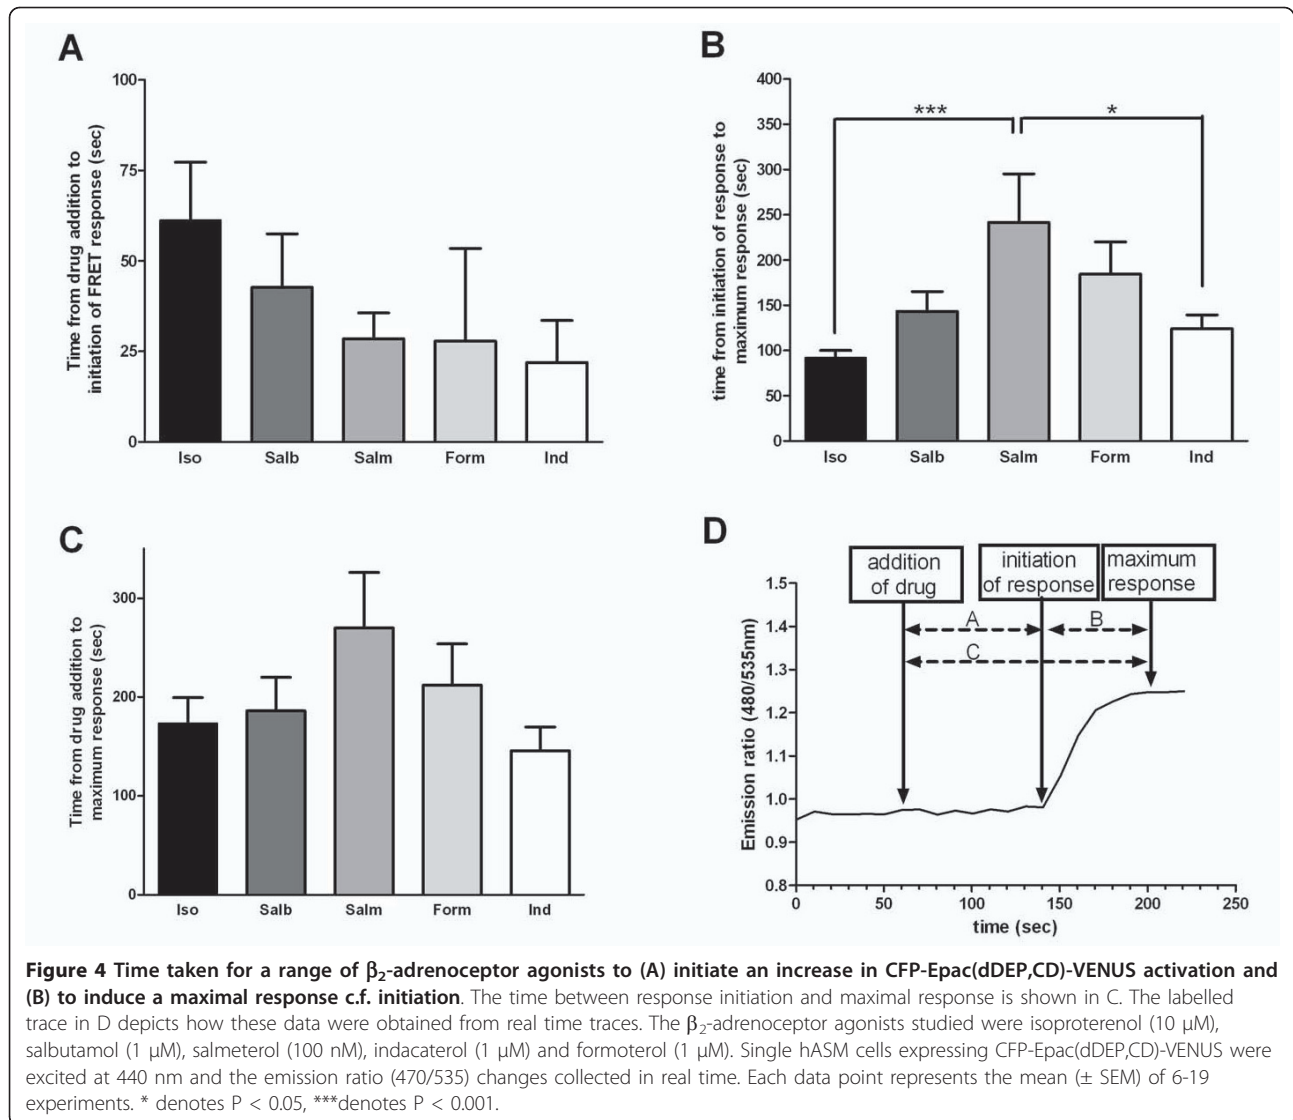 A
Time from drug addition to
initiation of FRET response (sec)
100
75
50
25
0
Iso Salb Salm Form Ind
B
time from initiation of response to
maximum response (sec)
400
350
300
250
200
150
100
50
0
*** *
Iso Salb Salm Form Ind
C
Time from drug addition to
maximum response (sec)
300
200
100
0
Iso Salb Salm Form Ind
D
addition
of drug
initiation
of response
maximum
response
A B
C
Emission ratio (480/535nm)
1.5
1.4
1.3
1.2
1.0
0.9
0.8
0 50 100 150 200 250
time (sec)
Figure 4 Time taken for a range of β₂-adrenoceptor agonists to (A) initiate an increase in CFP-Epac(dDEP,CD)-VENUS activation and
(B) to induce a maximal response c.f. initiation. The time between response initiation and maximal response is shown in C. The labelled
trace in D depicts how these data were obtained from real time traces. The β₂-adrenoceptor agonists studied were isoproterenol (10 μM),
salbutamol (1 μM), salmeterol (100 nM), indacaterol (1 μM) and formoterol (1 μM). Single hASM cells expressing CFP-Epac(dDEP,CD)-VENUS were
excited at 440 nm and the emission ratio (470/535) changes collected in real time. Each data point represents the mean (± SEM) of 6-19
experiments. * denotes P < 0.05, ***denotes P < 0.001.